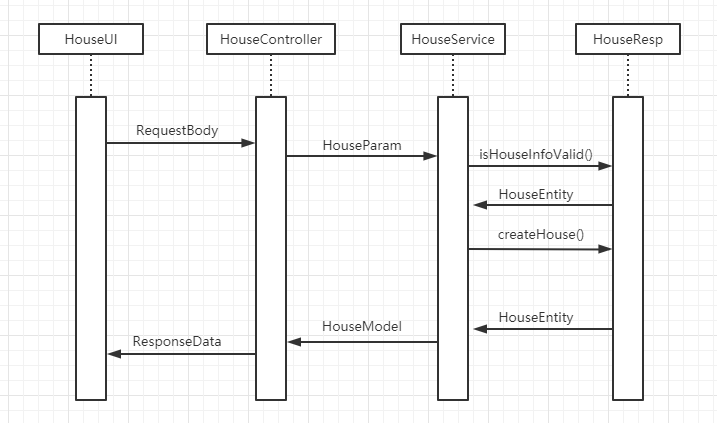 HouseUI
HouseController
HouseService
HouseResp
RequestBody
HouseParam
isHouseInfoValid()
HouseEntity
createHouse()
HouseEntity
HouseModel
ResponseData